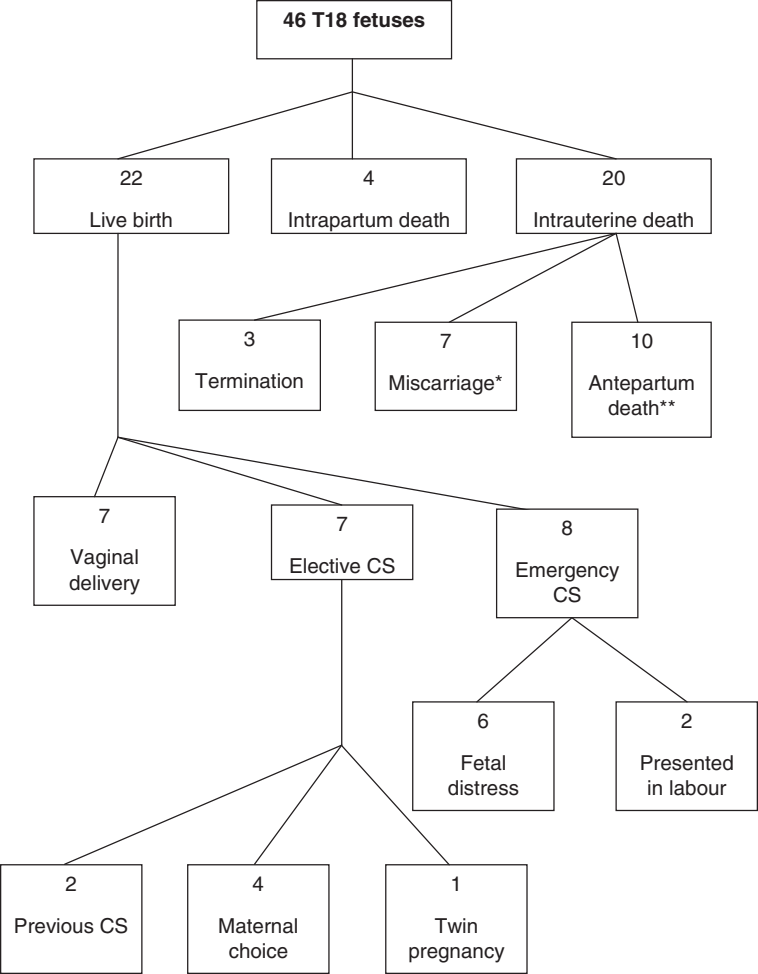 46 T18 fetuses
22
Live birth
4
Intrapartum death
20
Intrauterine death
3
Termination
7
Miscarriage*
10
Antepartum
death**
7
Vaginal
delivery
7
Elective CS
8
Emergency
CS
6
Fetal
distress
2
Presented
in labour
2
Previous CS
4
Maternal
choice
1
Twin
pregnancy